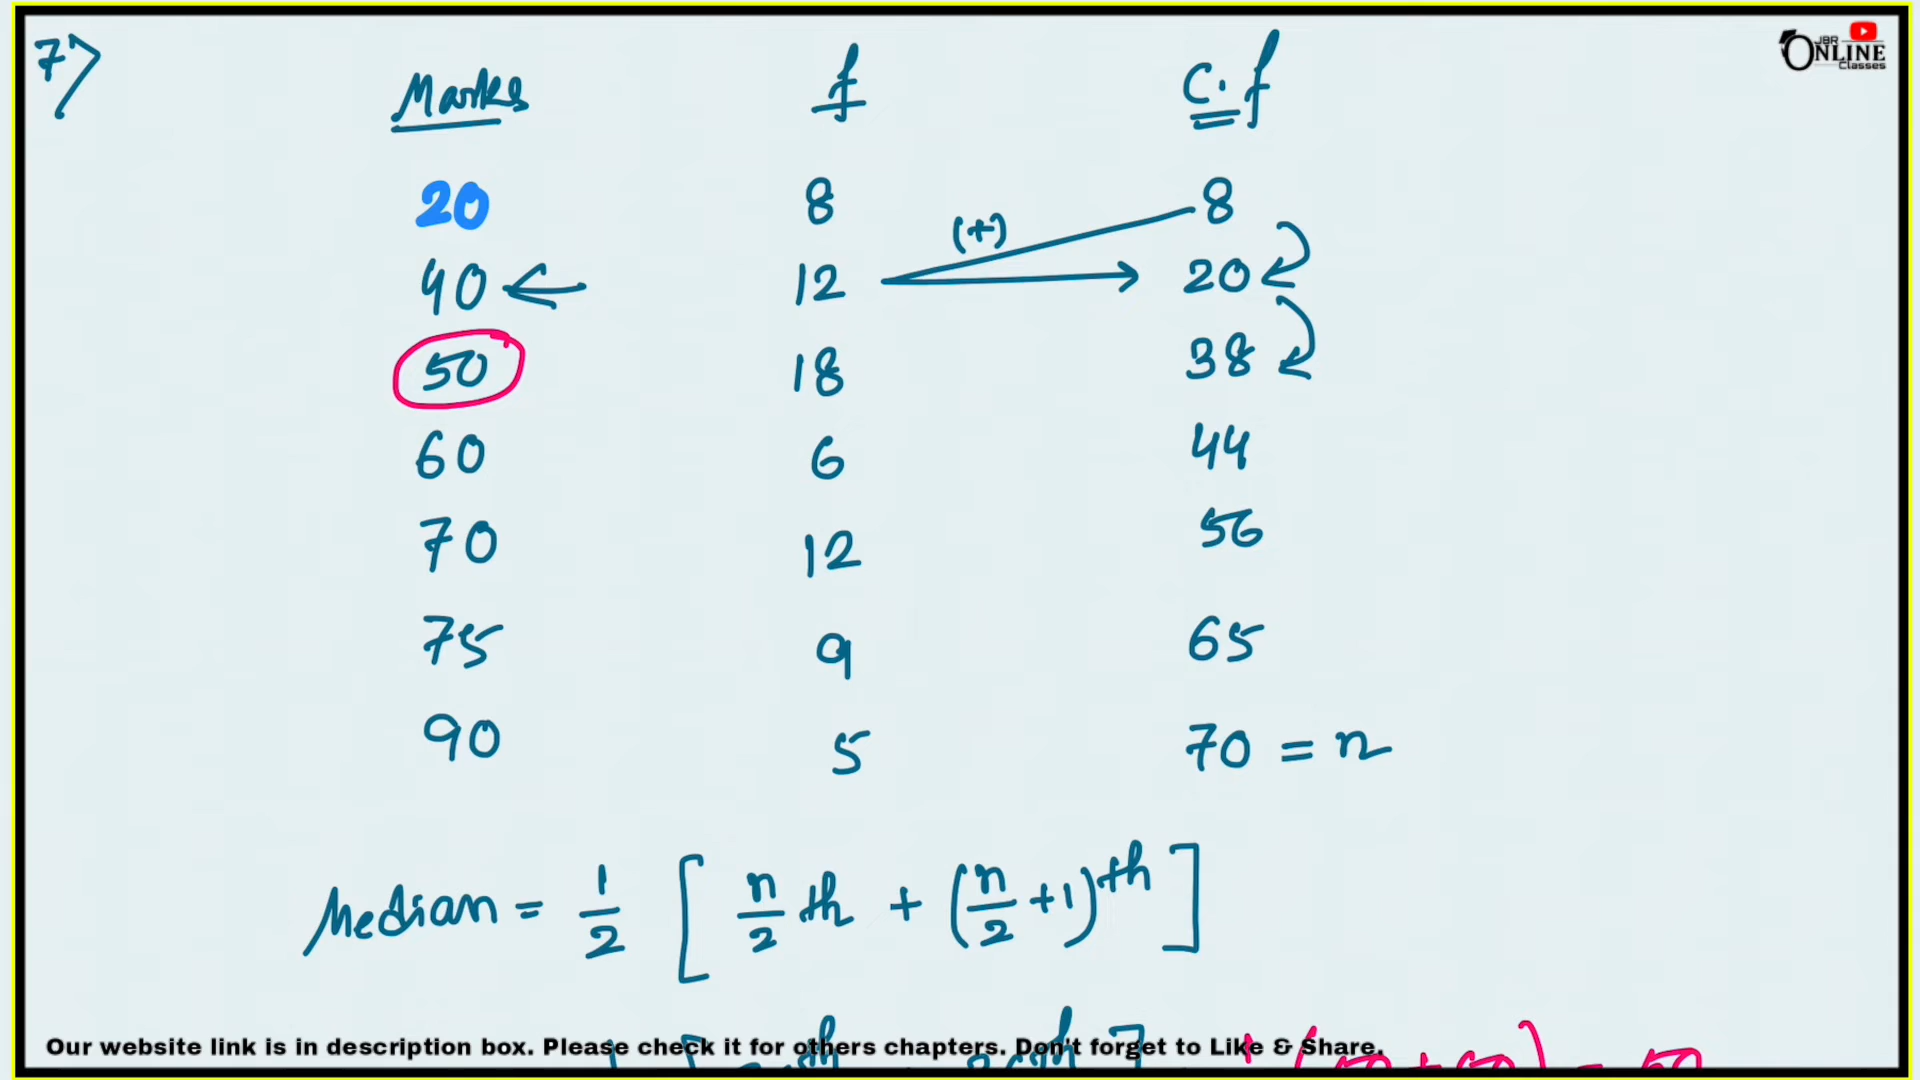 7>
JBR
ONLINE
Classes
Marks f C.f
20 8 (+) 8
40 12 20
50 18 38
60 6 44
70 12 56
75 9 65
90 5 70 = n
Median = 1/2 [ n/2 th + (n/2 +1)^th ]
Our website link is in description box. Please check it for others chapters. Don't forget to Like & Share.